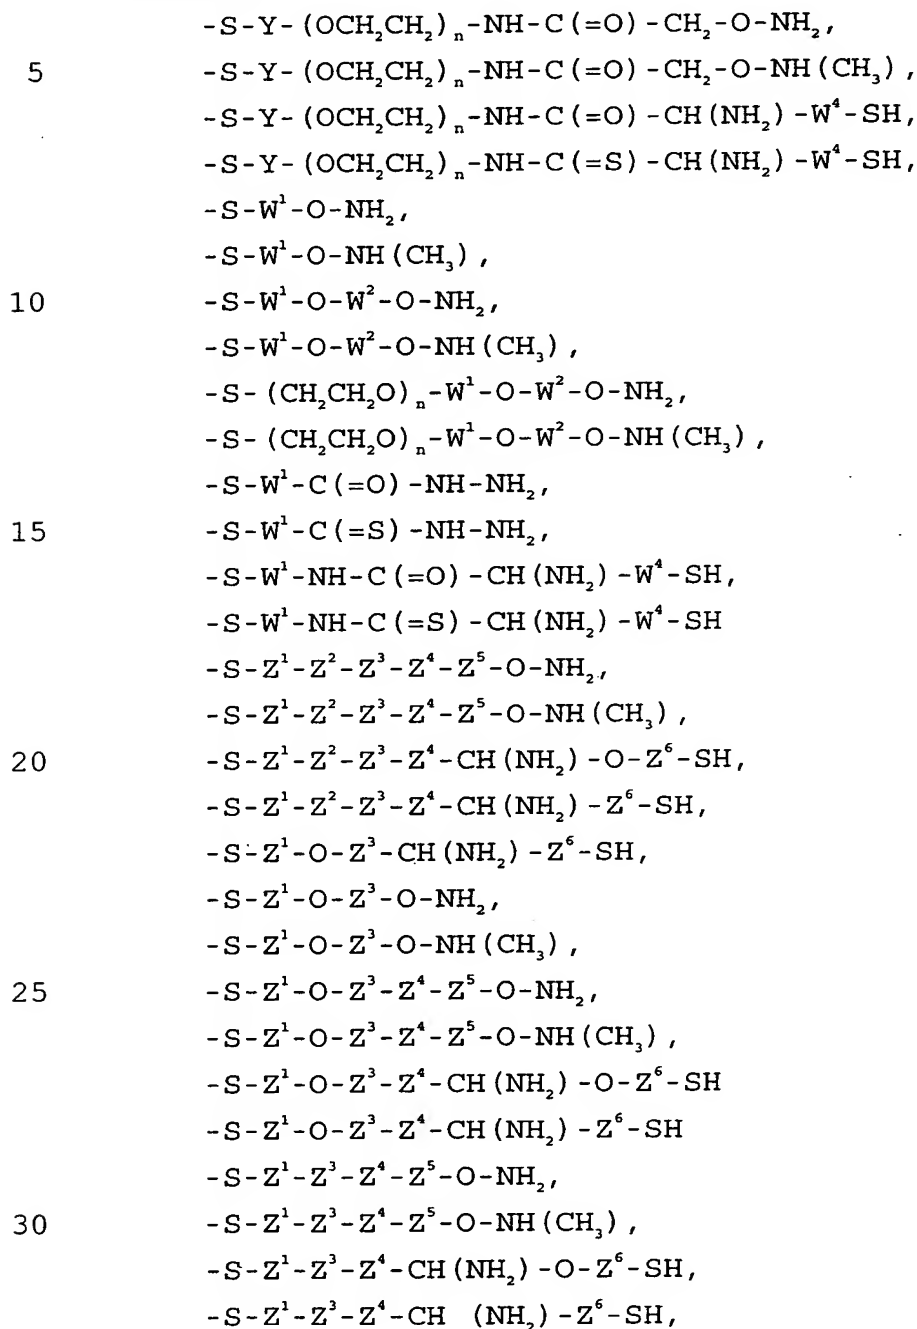 -S-Y-(OCH₂CH₂)ₙ-NH-C(=O)-CH₂-O-NH₂,
5 -S-Y-(OCH₂CH₂)ₙ-NH-C(=O)-CH₂-O-NH(CH₃),
-S-Y-(OCH₂CH₂)ₙ-NH-C(=O)-CH(NH₂)-W⁴-SH,
-S-Y-(OCH₂CH₂)ₙ-NH-C(=S)-CH(NH₂)-W⁴-SH,
-S-W¹-O-NH₂,
-S-W¹-O-NH(CH₃),
10 -S-W¹-O-W²-O-NH₂,
-S-W¹-O-W²-O-NH(CH₃),
-S-(CH₂CH₂O)ₙ-W¹-O-W²-O-NH₂,
-S-(CH₂CH₂O)ₙ-W¹-O-W²-O-NH(CH₃),
-S-W¹-C(=O)-NH-NH₂,
15 -S-W¹-C(=S)-NH-NH₂,
-S-W¹-NH-C(=O)-CH(NH₂)-W⁴-SH,
-S-W¹-NH-C(=S)-CH(NH₂)-W⁴-SH
-S-Z¹-Z²-Z³-Z⁴-Z⁵-O-NH₂,
-S-Z¹-Z²-Z³-Z⁴-Z⁵-O-NH(CH₃),
20 -S-Z¹-Z²-Z³-Z⁴-CH(NH₂)-O-Z⁶-SH,
-S-Z¹-Z²-Z³-Z⁴-CH(NH₂)-Z⁶-SH,
-S-Z¹-O-Z³-CH(NH₂)-Z⁶-SH,
-S-Z¹-O-Z³-O-NH₂,
-S-Z¹-O-Z³-O-NH(CH₃),
25 -S-Z¹-O-Z³-Z⁴-Z⁵-O-NH₂,
-S-Z¹-O-Z³-Z⁴-Z⁵-O-NH(CH₃),
-S-Z¹-O-Z³-Z⁴-CH(NH₂)-O-Z⁶-SH
-S-Z¹-O-Z³-Z⁴-CH(NH₂)-Z⁶-SH
-S-Z¹-Z³-Z⁴-Z⁵-O-NH₂,
30 -S-Z¹-Z³-Z⁴-Z⁵-O-NH(CH₃),
-S-Z¹-Z³-Z⁴-CH(NH₂)-O-Z⁶-SH,
-S-Z¹-Z³-Z⁴-CH (NH₂)-Z⁶-SH,